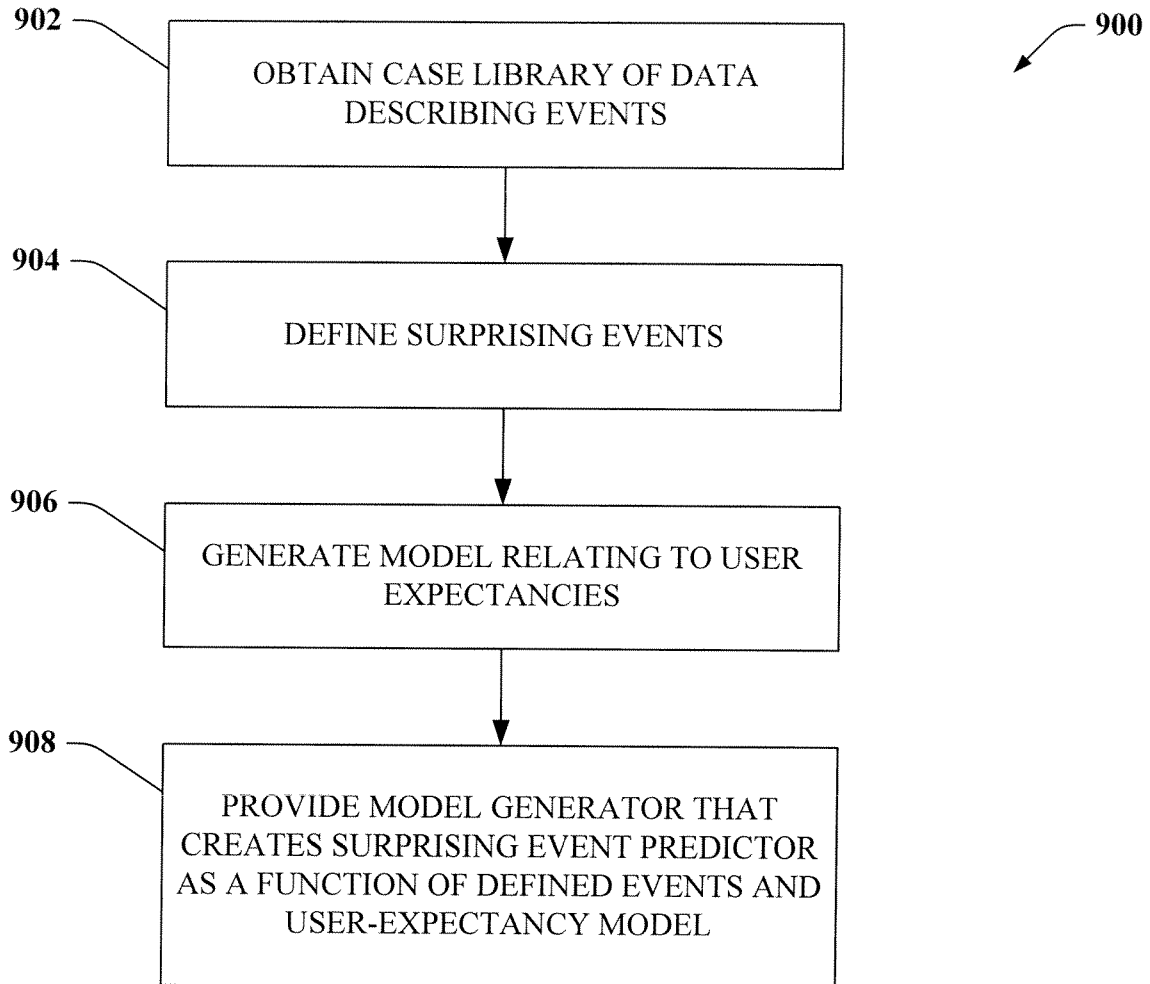 902
900
OBTAIN CASE LIBRARY OF DATA
DESCRIBING EVENTS
904
DEFINE SURPRISING EVENTS
906
GENERATE MODEL RELATING TO USER
EXPECTANCIES
908
PROVIDE MODEL GENERATOR THAT
CREATES SURPRISING EVENT PREDICTOR
AS A FUNCTION OF DEFINED EVENTS AND
USER-EXPECTANCY MODEL